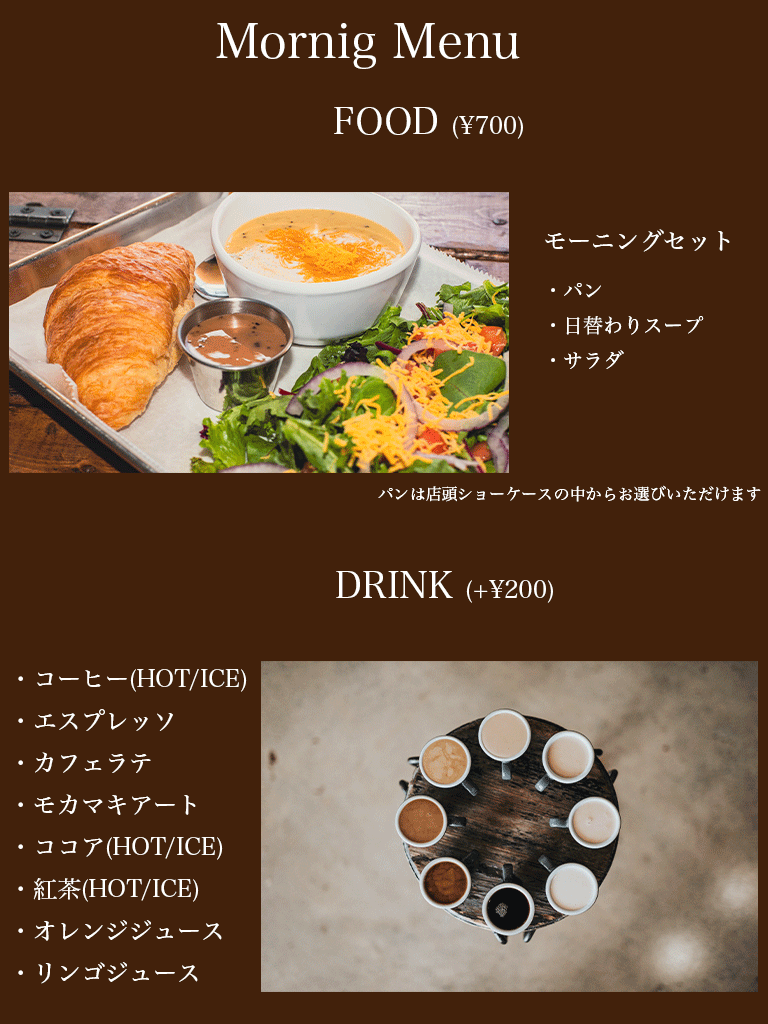 Mornig Menu
FOOD (¥700)
モーニングセット
・パン
・日替わりスープ
・サラダ
パンは店頭ショーケースの中からお選びいただけます
DRINK (+¥200)
・コーヒー(HOT/ICE)
・エスプレッソ
・カフェラテ
・モカマキアート
・ココア(HOT/ICE)
・紅茶(HOT/ICE)
・オレンジジュース
・リンゴジュース